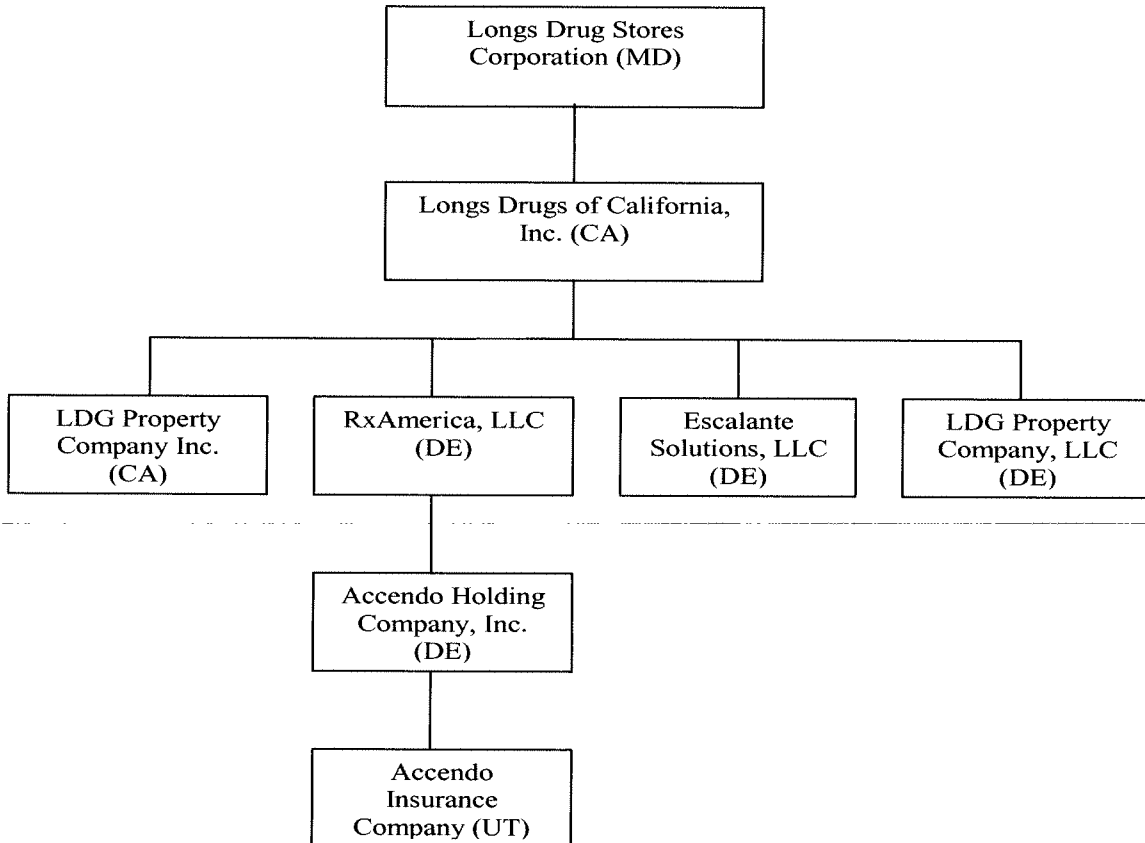 Longs Drug Stores
Corporation (MD)
Longs Drugs of California,
Inc. (CA)
LDG Property
Company Inc.
(CA)
RxAmerica, LLC
(DE)
Escalante
Solutions, LLC
(DE)
LDG Property
Company, LLC
(DE)
Accendo Holding
Company, Inc.
(DE)
Accendo
Insurance
Company (UT)